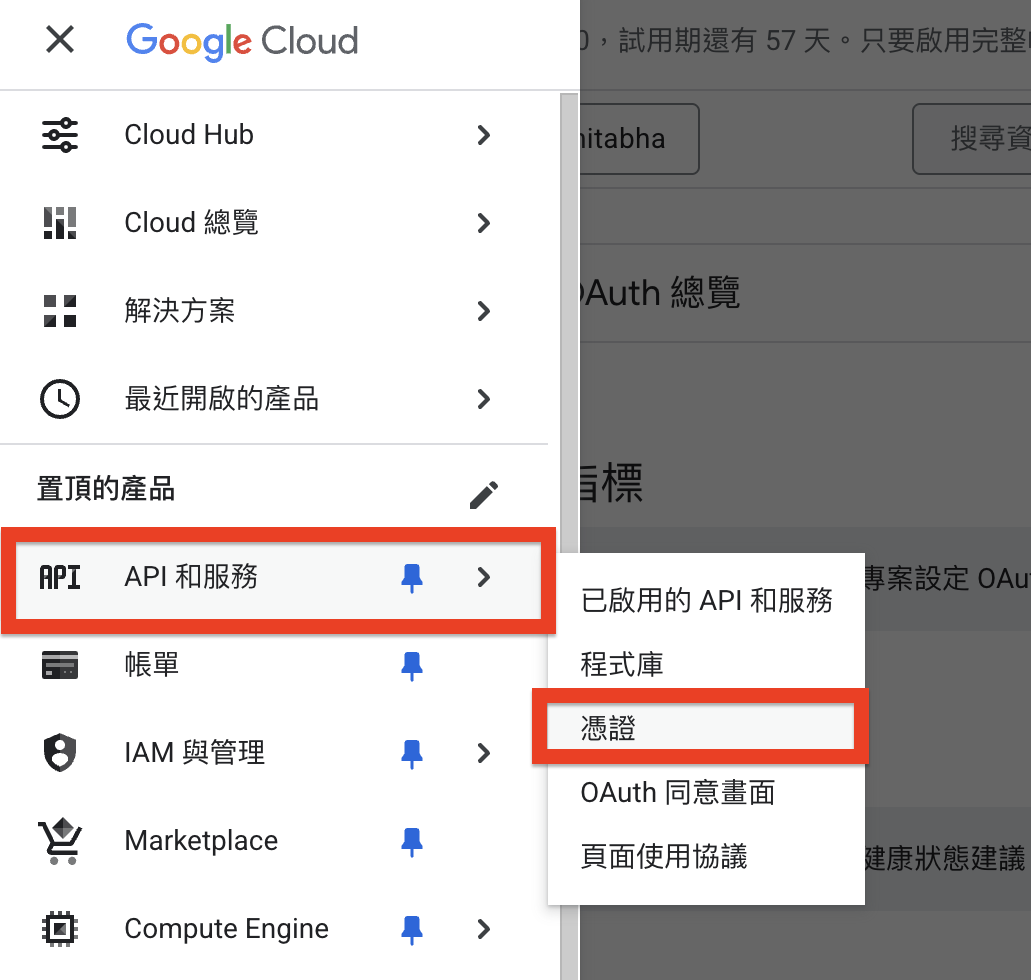 Google Cloud
，試用期還有 57 天。只要啟用完整
Cloud Hub
mitabha
搜尋資
Cloud 總覽
OAuth 總覽
解決方案
最近開啟的產品
置頂的產品
指標
API 和服務
專案設定 OAu
已啟用的 API 和服務
帳單
程式庫
憑證
IAM 與管理
OAuth 同意畫面
Marketplace
頁面使用協議
健康狀態建議
Compute Engine